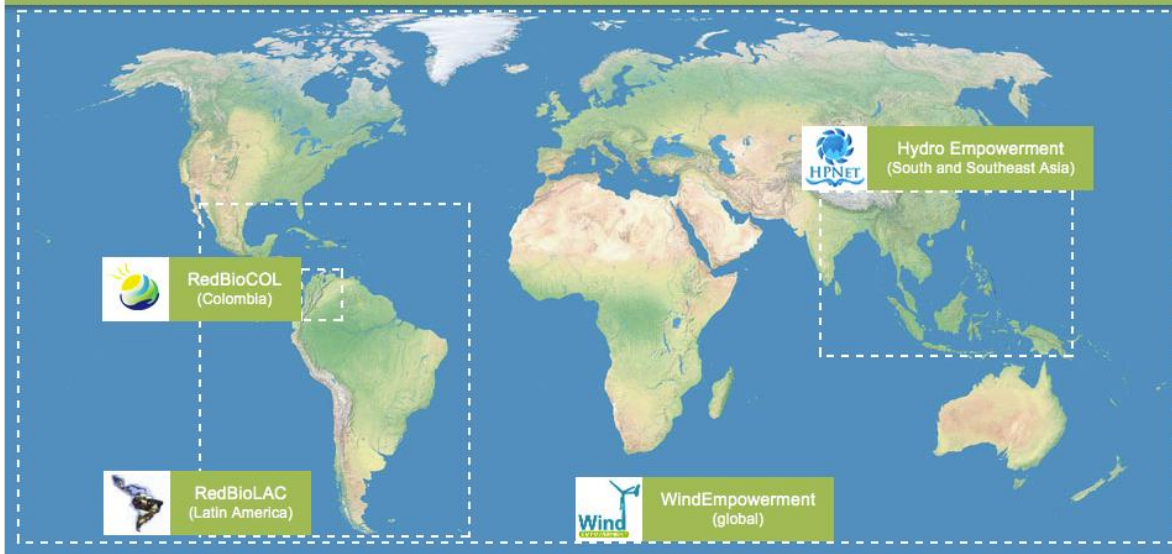 HPNET
Hydro Empowerment
(South and Southeast Asia)
RedBioCOL
(Colombia)
RedBioLAC
(Latin America)
Wind
WindEmpowerment
(global)